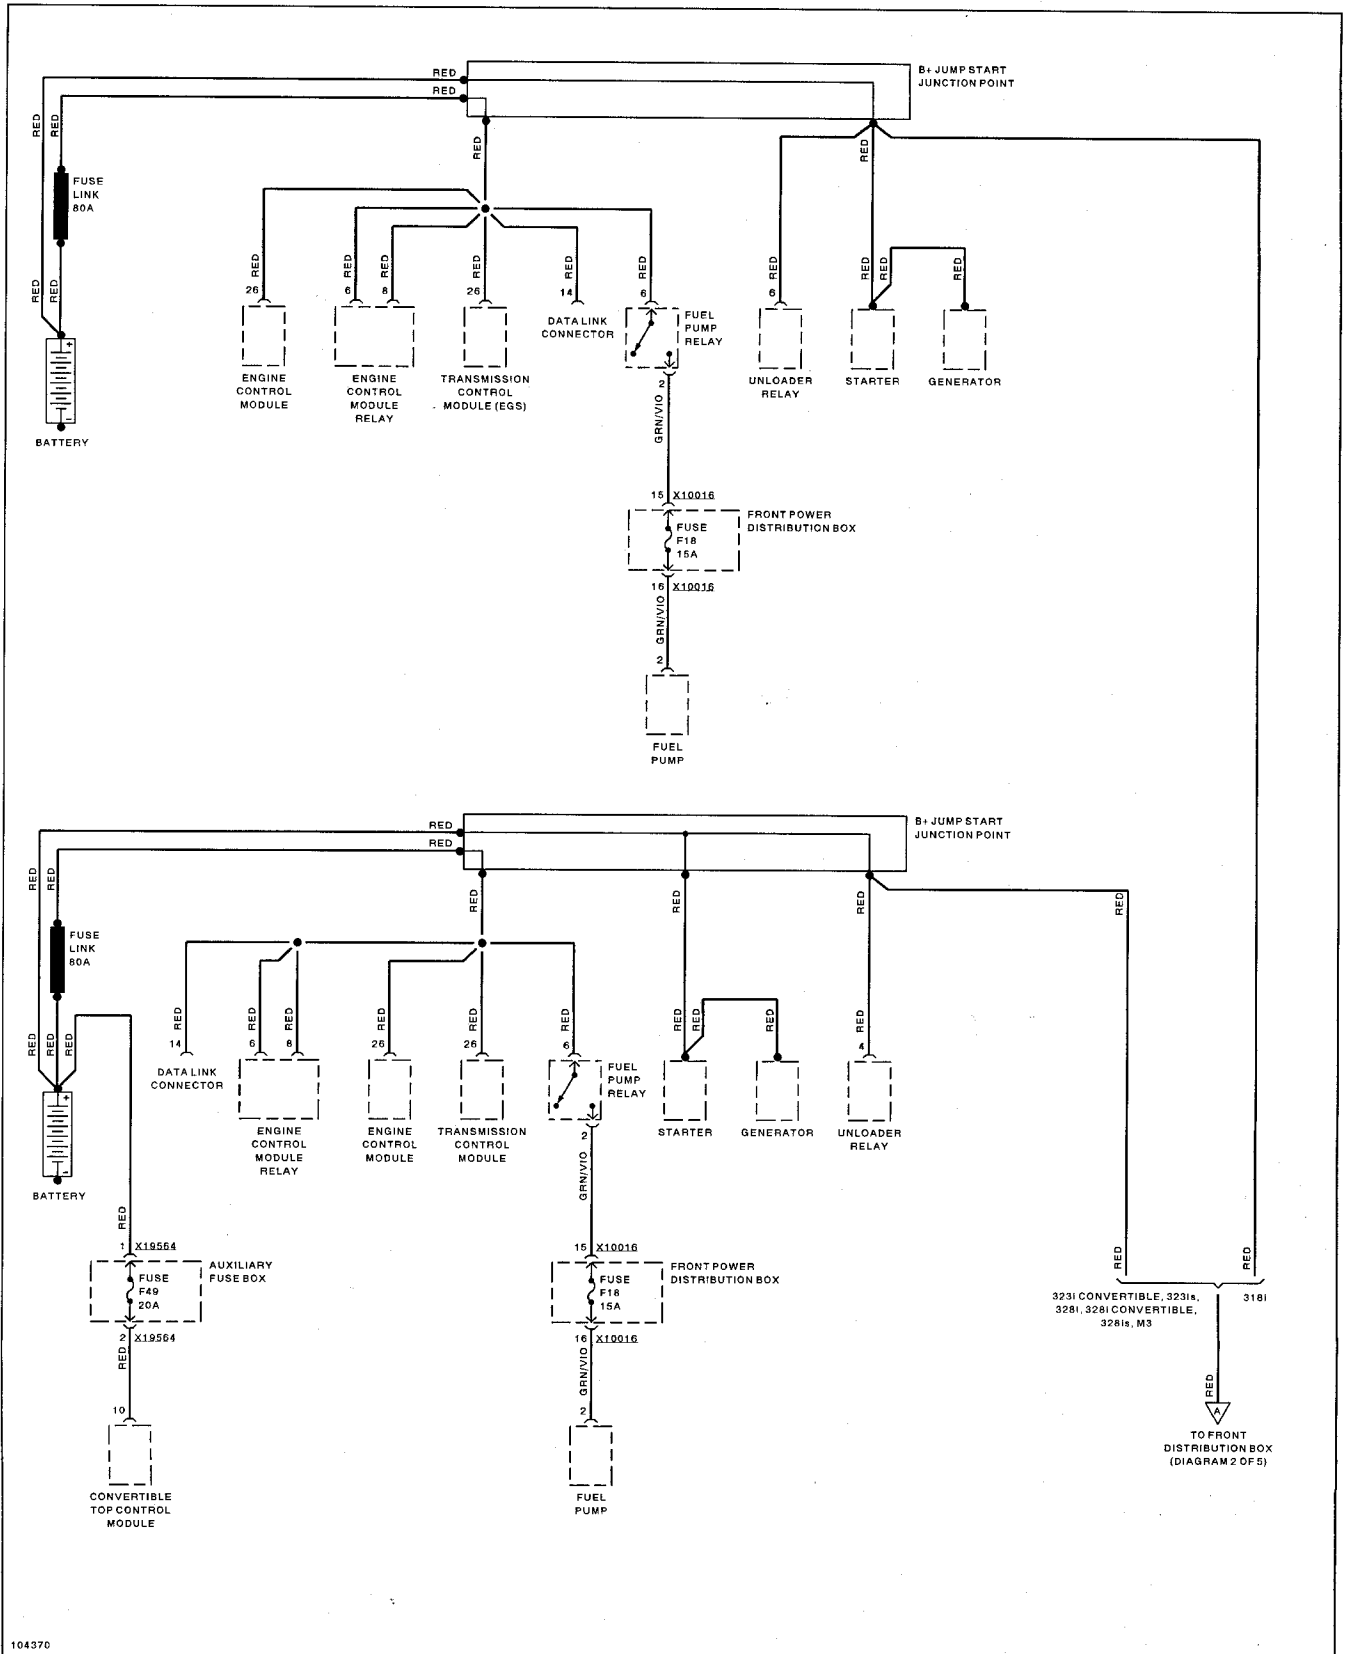 RED
B+ JUMP START
JUNCTION POINT
RED
RED
RED
RED
RED
FUSE
LINK
80A
RED
RED
RED
RED
RED
RED
RED
RED
RED
RED
RED
RED
RED
26
6
8
26
14
6
6
DATA LINK
CONNECTOR
FUEL
PUMP
RELAY
ENGINE
CONTROL
MODULE
ENGINE
CONTROL
MODULE
RELAY
TRANSMISSION
CONTROL
MODULE (EGS)
UNLOADER
RELAY
STARTER
GENERATOR
+
-
BATTERY
2
GRN/VIO
15 X10016
FRONT POWER
DISTRIBUTION BOX
FUSE
F18
15A
16 X10016
GRN/VIO
2
FUEL
PUMP
RED
B+ JUMP START
JUNCTION POINT
RED
RED
RED
RED
RED
RED
RED
FUSE
LINK
80A
RED
RED
RED
RED
RED
RED
RED
RED
RED
RED
RED
RED
RED
14
6
8
26
26
6
4
DATA LINK
CONNECTOR
FUEL
PUMP
RELAY
ENGINE
CONTROL
MODULE
RELAY
ENGINE
CONTROL
MODULE
TRANSMISSION
CONTROL
MODULE
STARTER
GENERATOR
UNLOADER
RELAY
+
-
BATTERY
2
GRN/VIO
RED
1 X19564
AUXILIARY
FUSE BOX
FUSE
F49
20A
2 X19564
RED
10
CONVERTIBLE
TOP CONTROL
MODULE
15 X10016
FRONT POWER
DISTRIBUTION BOX
FUSE
F18
15A
16 X10016
GRN/VIO
2
FUEL
PUMP
RED
RED
323i CONVERTIBLE, 323is,
328i, 328i CONVERTIBLE,
328is, M3
318i
RED
A
TO FRONT
DISTRIBUTION BOX
(DIAGRAM 2 OF 5)
104370